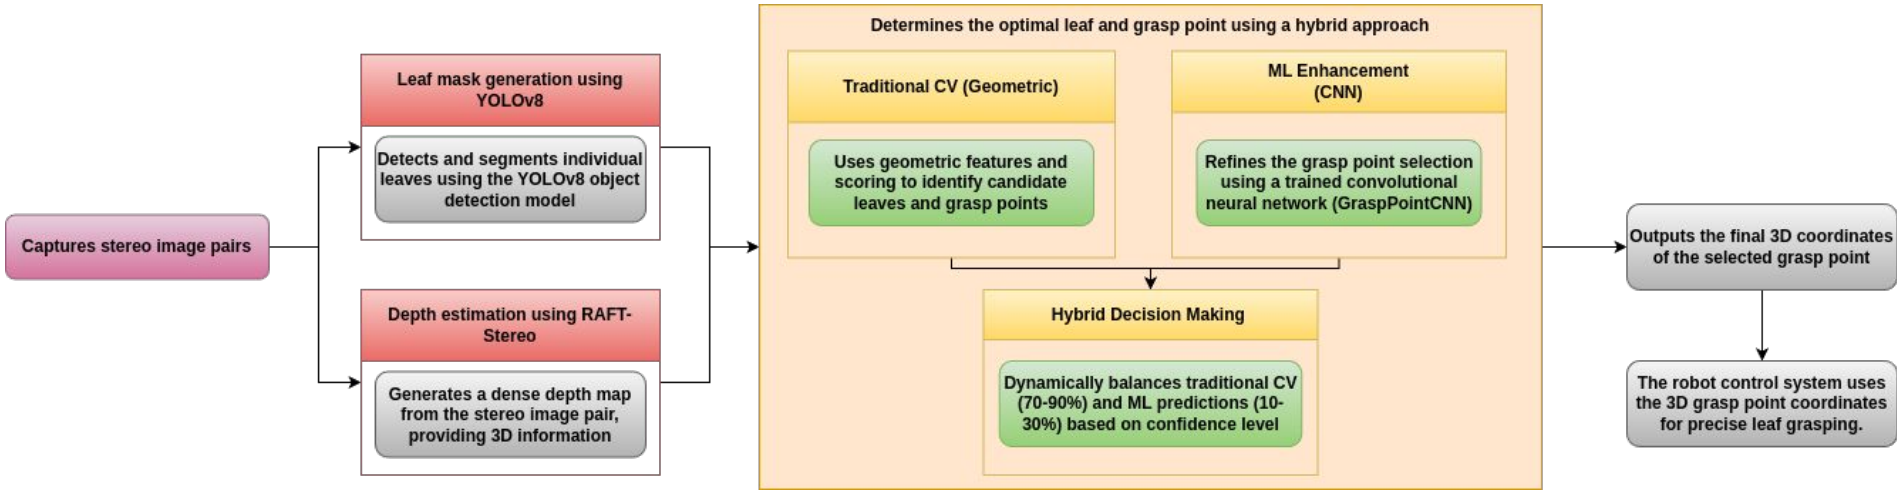 Captures stereo image pairs
Leaf mask generation using
YOLOv8
Detects and segments individual
leaves using the YOLOv8 object
detection model
Depth estimation using RAFT-
Stereo
Generates a dense depth map
from the stereo image pair,
providing 3D information
Determines the optimal leaf and grasp point using a hybrid approach
Traditional CV (Geometric)
Uses geometric features and
scoring to identify candidate
leaves and grasp points
ML Enhancement
(CNN)
Refines the grasp point selection
using a trained convolutional
neural network (GraspPointCNN)
Hybrid Decision Making
Dynamically balances traditional CV
(70-90%) and ML predictions (10-
30%) based on confidence level
Outputs the final 3D coordinates
of the selected grasp point
The robot control system uses
the 3D grasp point coordinates
for precise leaf grasping.